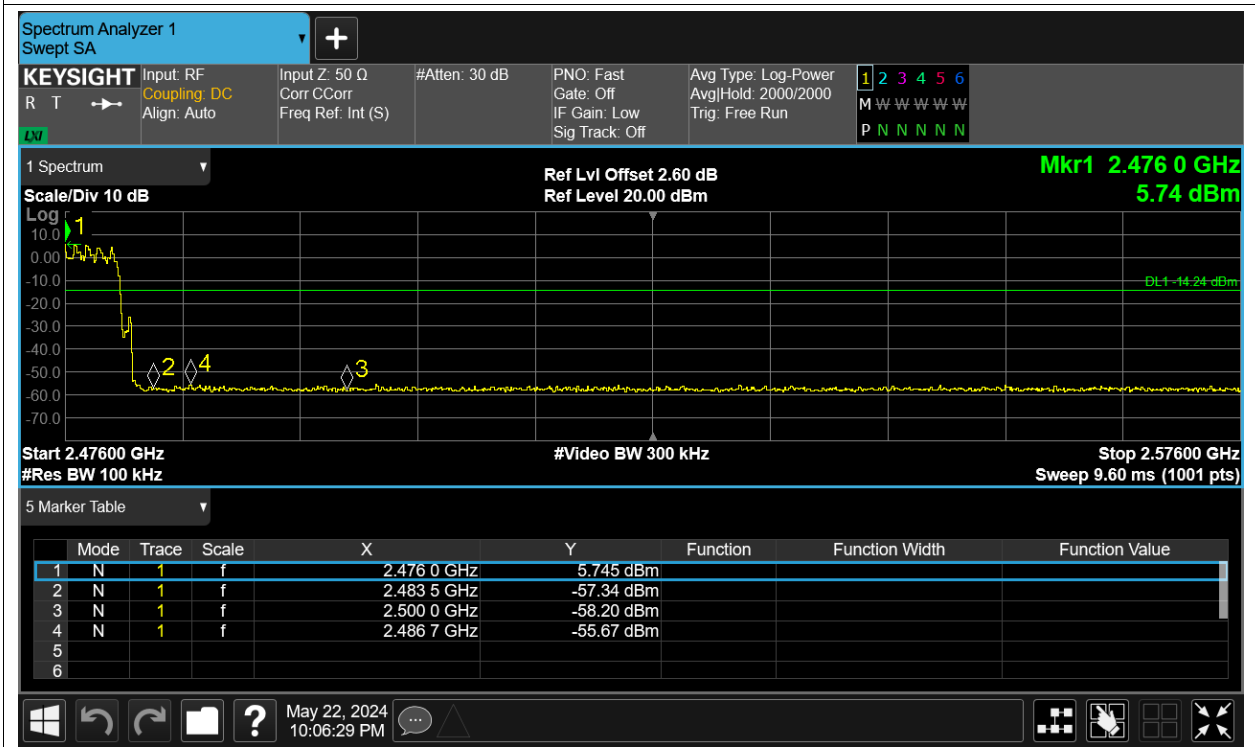 Spectrum Analyzer 1
Swept SA
KEYSIGHT
R T
LXI
Input: RF
Coupling: DC
Align: Auto
Input Z: 50 Ω
Corr CCorr
Freq Ref: Int (S)
#Atten: 30 dB
PNO: Fast
Gate: Off
IF Gain: Low
Sig Track: Off
Avg Type: Log-Power
Avg|Hold: 2000/2000
Trig: Free Run
1 2 3 4 5 6
M W W W W W
P N N N N N
1 Spectrum
Scale/Div 10 dB
Ref Lvl Offset 2.60 dB
Ref Level 20.00 dBm
Mkr1 2.476 0 GHz
5.74 dBm
Log
10.0
0.00
-10.0
-20.0
-30.0
-40.0
-50.0
-60.0
-70.0
1
2
4
3
DL1 -14.24 dBm
Start 2.47600 GHz
#Video BW 300 kHz
Stop 2.57600 GHz
#Res BW 100 kHz
Sweep 9.60 ms (1001 pts)
5 Marker Table
Mode Trace Scale X Y Function Function Width Function Value
1 N 1 f 2.476 0 GHz 5.745 dBm
2 N 1 f 2.483 5 GHz -57.34 dBm
3 N 1 f 2.500 0 GHz -58.20 dBm
4 N 1 f 2.486 7 GHz -55.67 dBm
5
6
?
May 22, 2024
10:06:29 PM